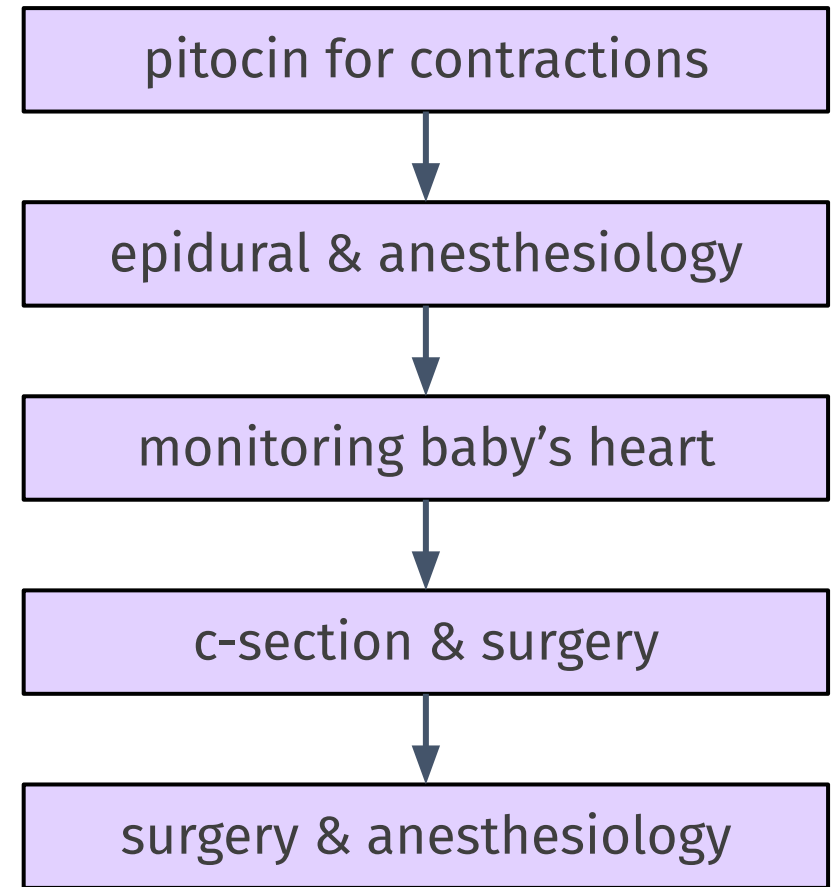 pitocin for contractions
epidural & anesthesiology
monitoring baby’s heart
c-section & surgery
surgery & anesthesiology